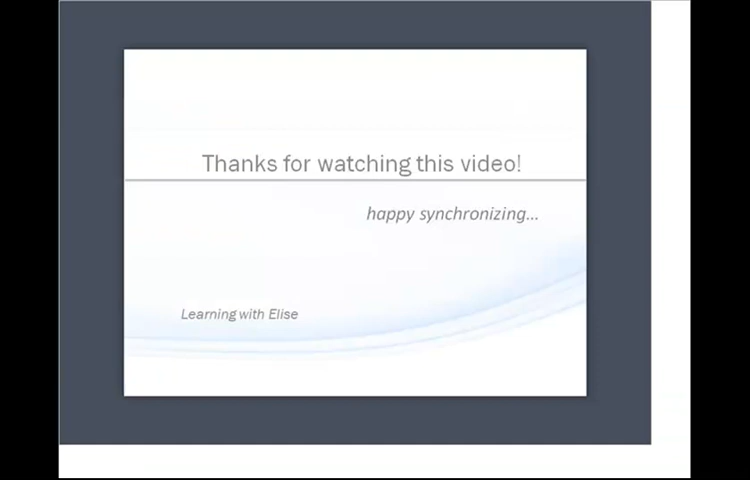 Thanks for watching this video!
happy synchronizing...
Learning with Elise